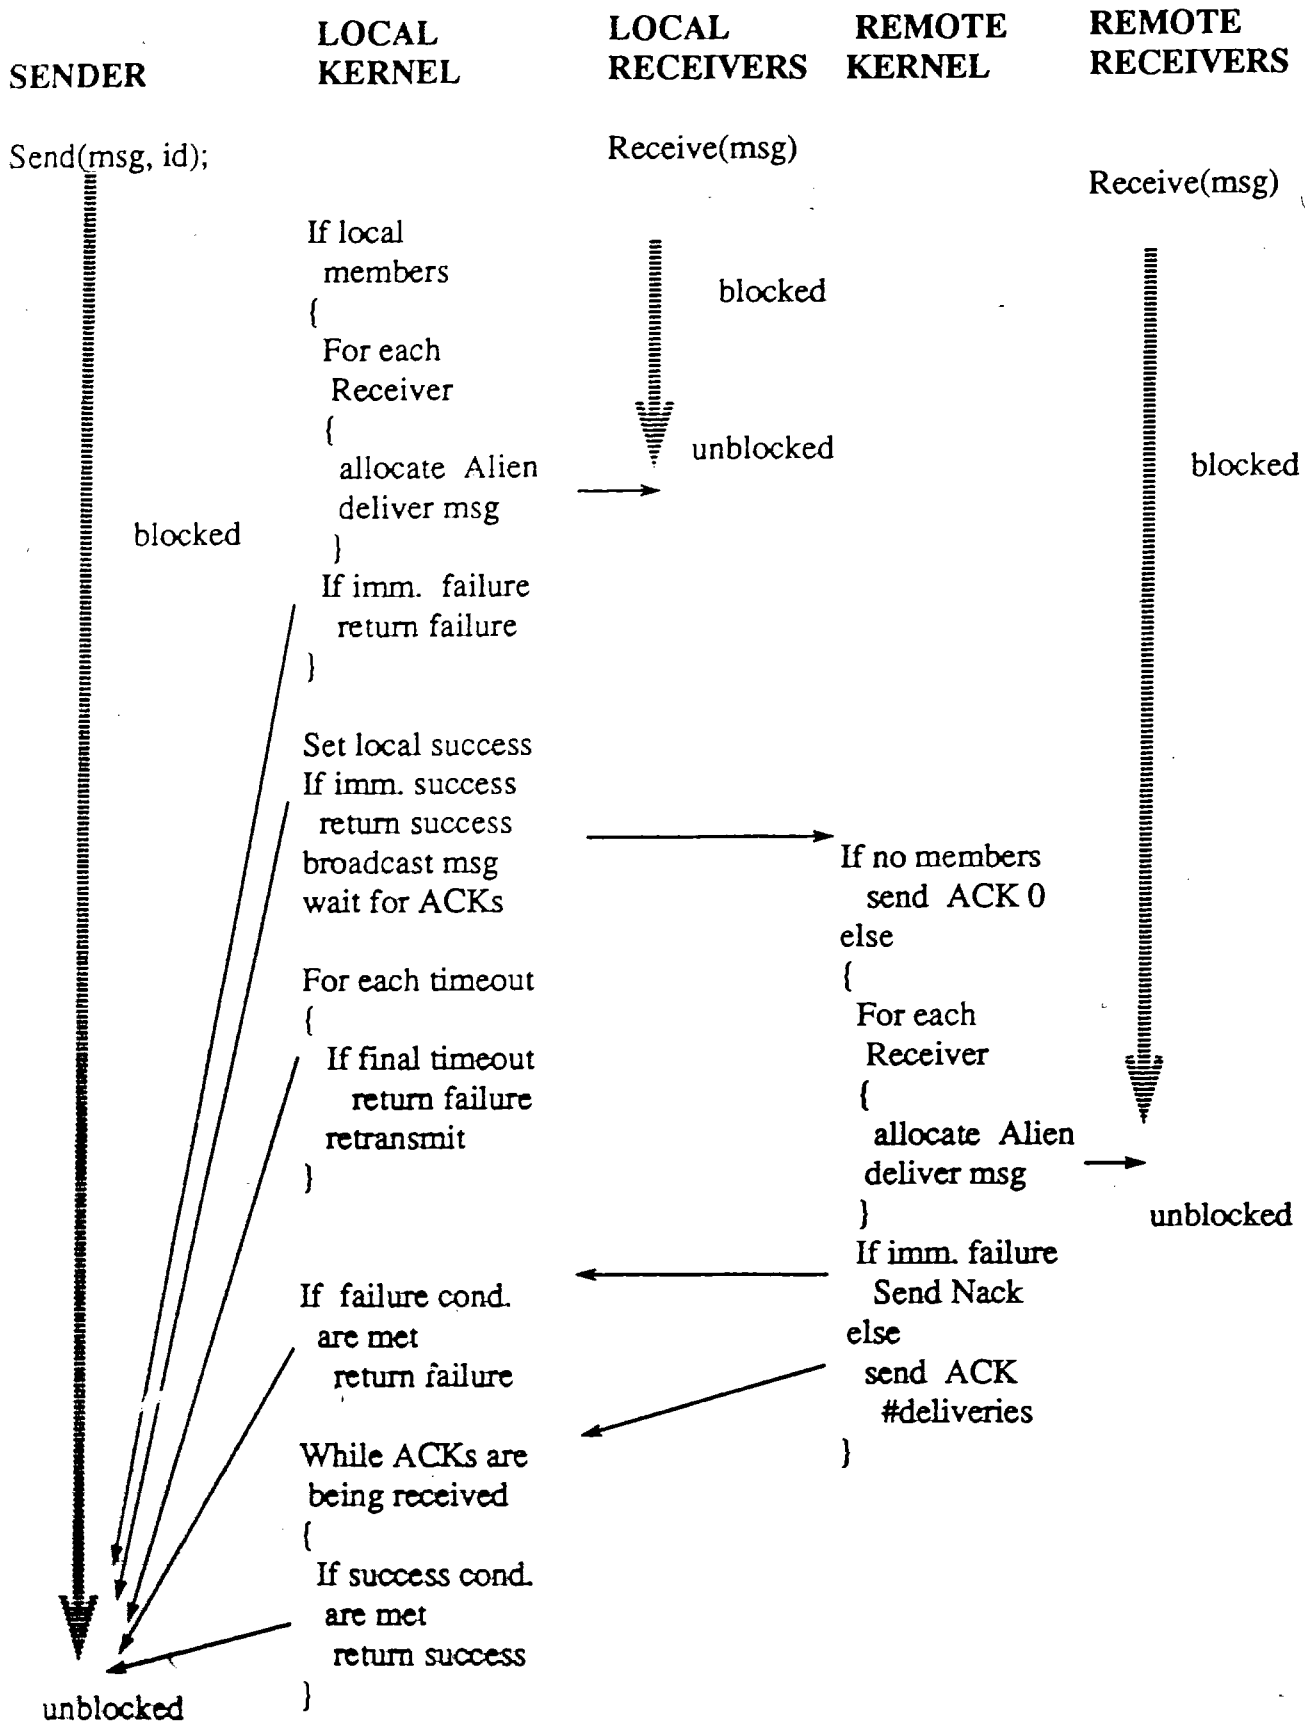 SENDER
LOCAL
KERNEL
LOCAL
RECEIVERS
REMOTE
KERNEL
REMOTE
RECEIVERS
Send(msg, id);
blocked
unblocked
If local
members
{
For each
Receiver
{
allocate Alien
deliver msg
}
If imm. failure
return failure
}
Set local success
If imm. success
return success
broadcast msg
wait for ACKs
For each timeout
{
If final timeout
return failure
retransmit
}
If failure cond.
are met
return failure
While ACKs are
being received
{
If success cond.
are met
return success
}
Receive(msg)
blocked
unblocked
If no members
send ACK 0
else
{
For each
Receiver
{
allocate Alien
deliver msg
}
If imm. failure
Send Nack
else
send ACK
#deliveries
}
Receive(msg)
blocked
unblocked